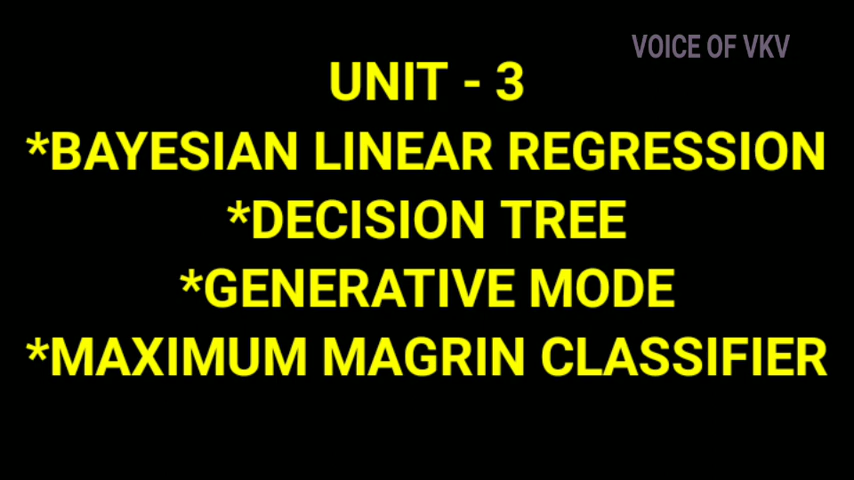 VOICE OF VKV
UNIT - 3
*BAYESIAN LINEAR REGRESSION
*DECISION TREE
*GENERATIVE MODE
*MAXIMUM MAGRIN CLASSIFIER